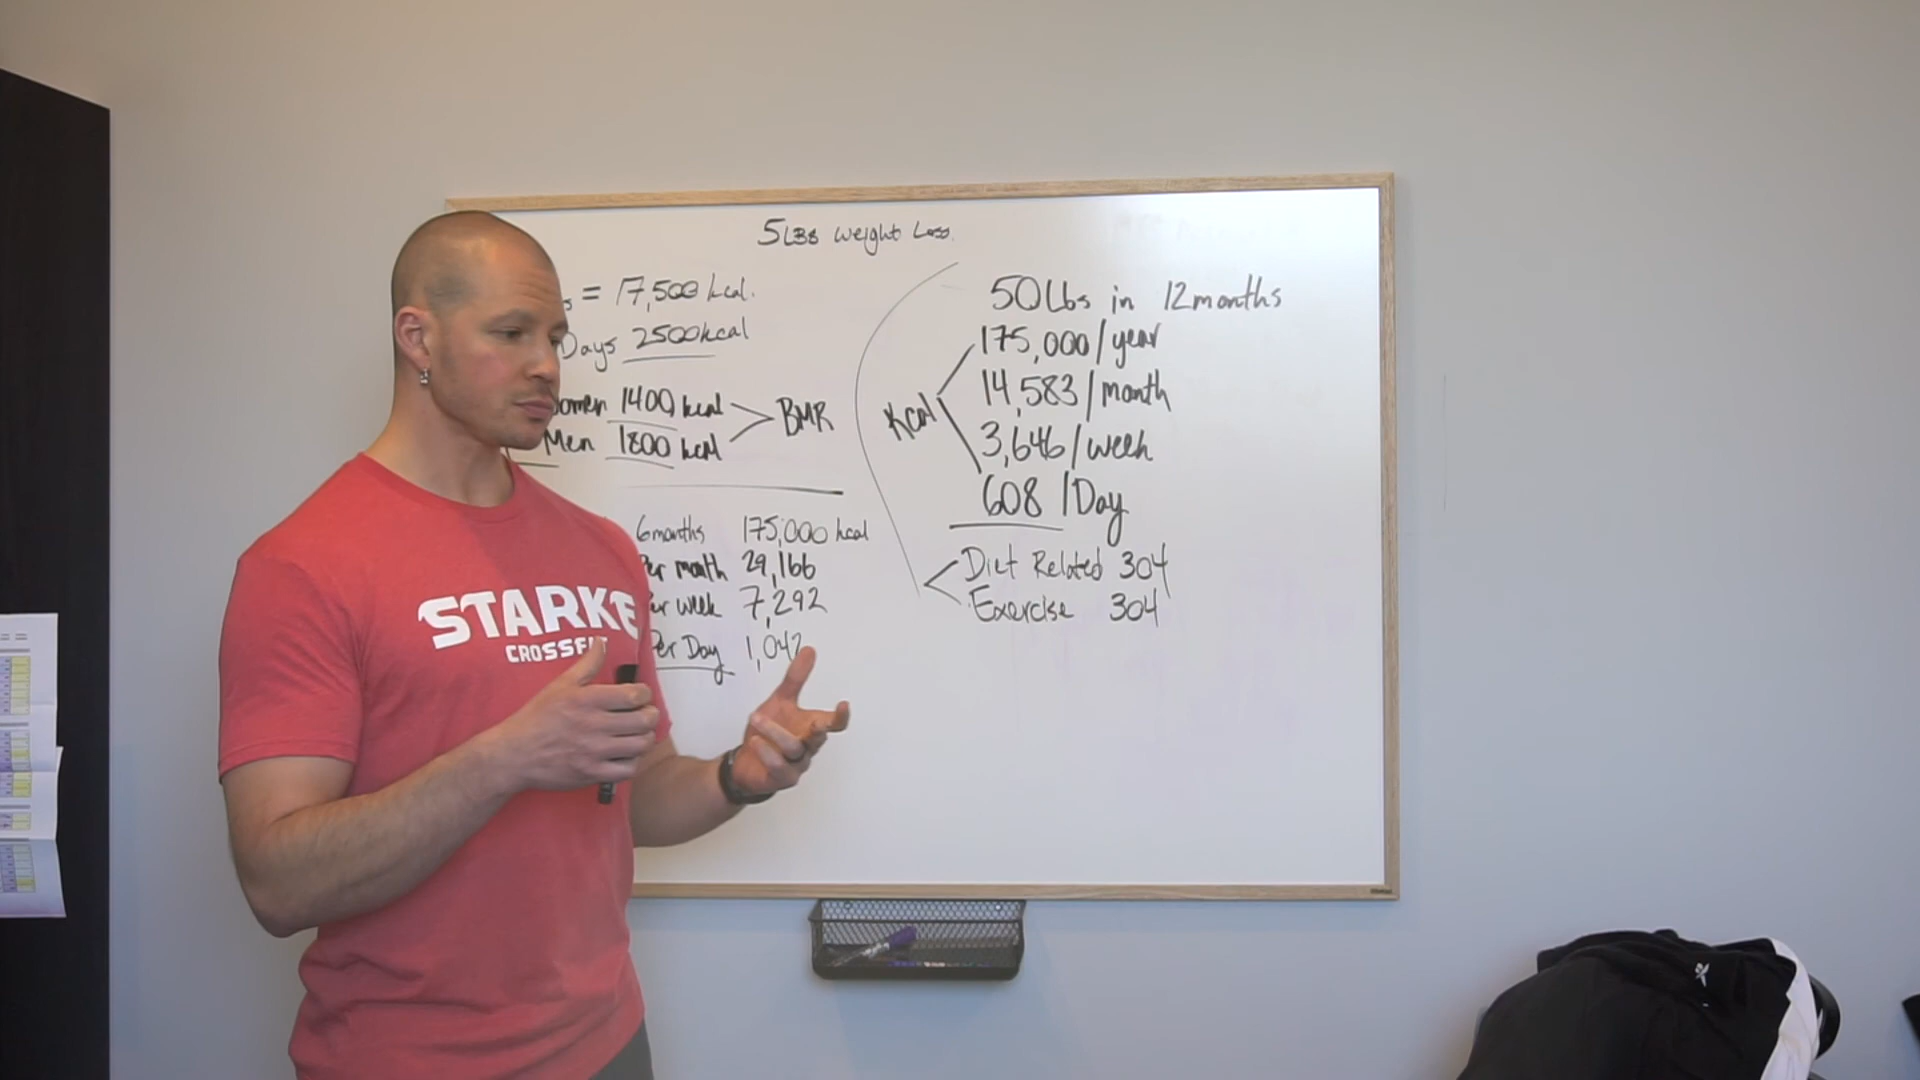 5LBs Weight Loss.
= 17,500 kcal.
Days 2500kcal
1400 kcal
BMR
Men 1800 kcal
6months 175,000 kcal
Per month 29,166
Per week 7,292
Per Day 1,042
50Lbs in 12months
175,000/year
14,583/month
Kcal
3,646/week
608/Day
Diet Related 304
Exercise 304
STARKE
CROSSFIT